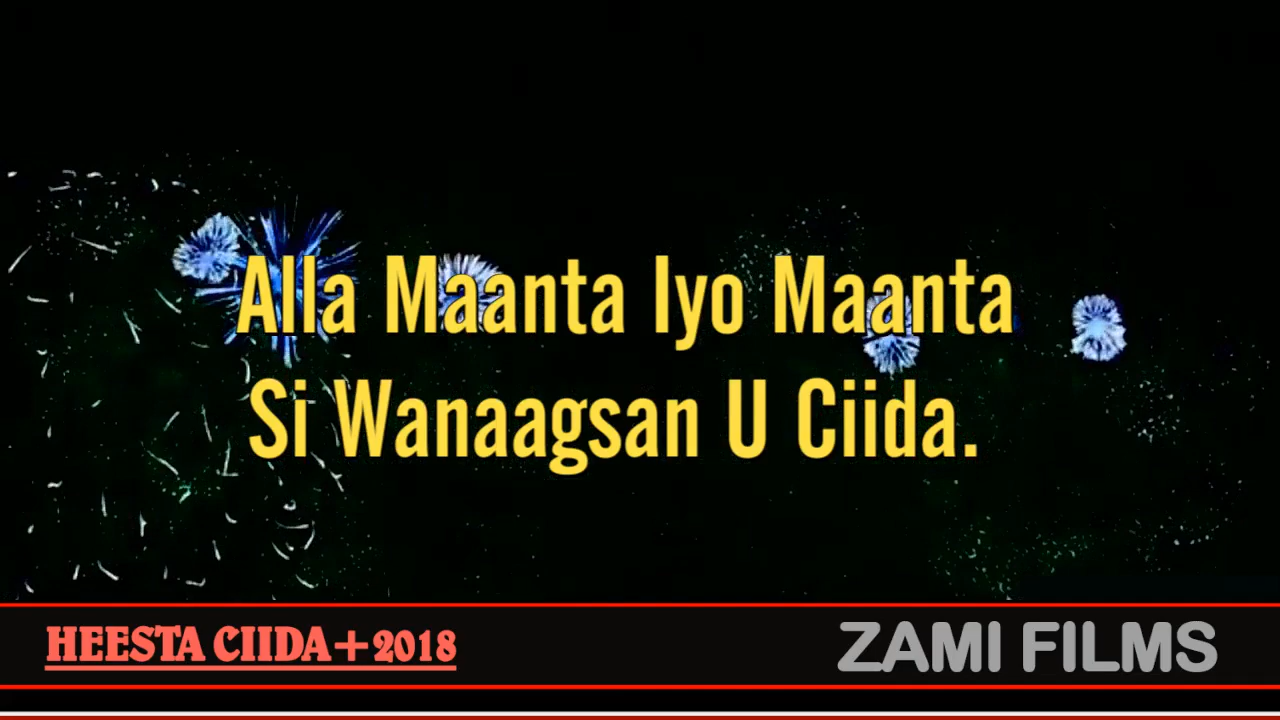 Alla Maanta Iyo Maanta
Si Wanaagsan U Ciida.
HEESTA CIIDA+2018
ZAMI FILMS